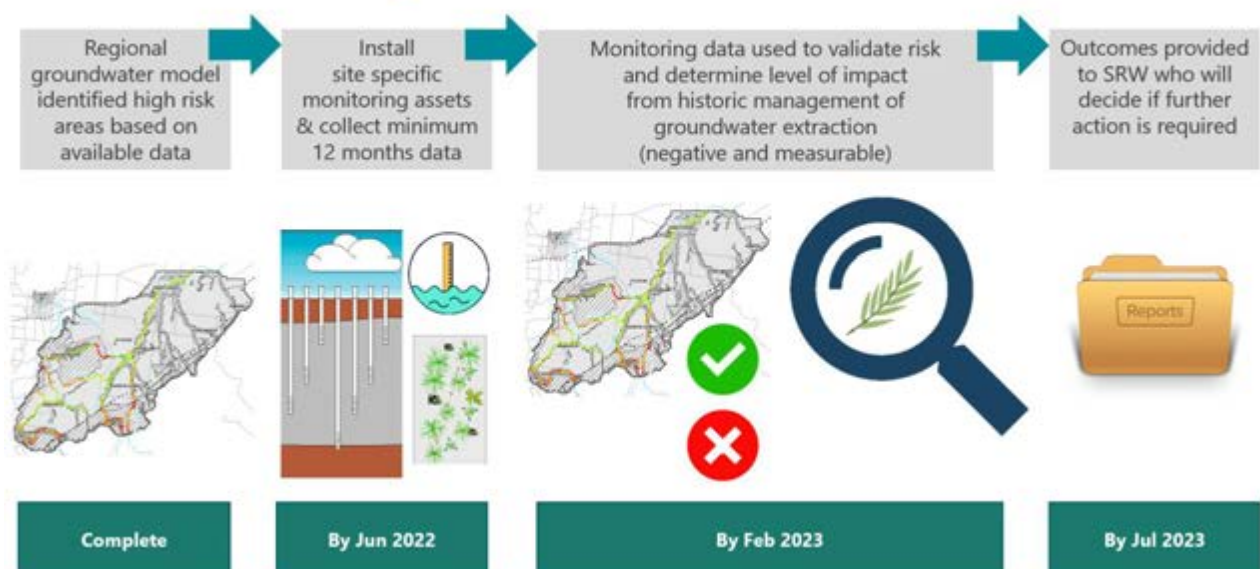 Regional
groundwater model
identified high risk
areas based on
available data
Install
site specific
monitoring assets
& collect minimum
12 months data
Monitoring data used to validate risk
and determine level of impact
from historic management of
groundwater extraction
(negative and measurable)
Outcomes provided
to SRW who will
decide if further
action is required
Reports
Complete
By Jun 2022
By Feb 2023
By Jul 2023